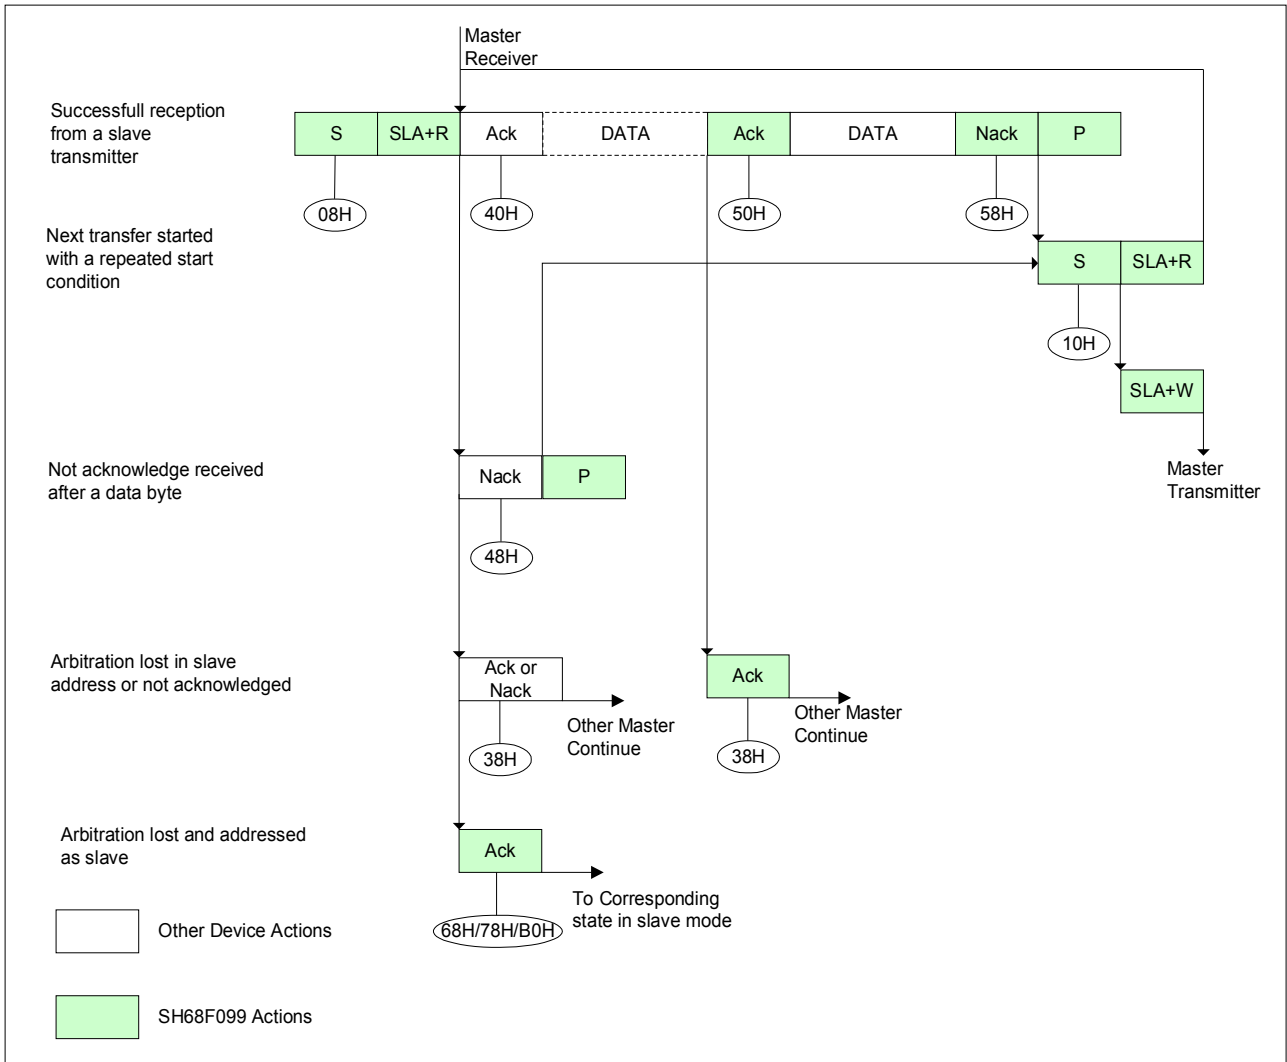 Master
Receiver
Successfull reception
from a slave
transmitter
S
SLA+R
Ack
DATA
Ack
DATA
Nack
P
08H
40H
50H
58H
Next transfer started
with a repeated start
condition
S
SLA+R
10H
SLA+W
Master
Transmitter
Not acknowledge received
after a data byte
Nack
P
48H
Arbitration lost in slave
address or not acknowledged
Ack or
Nack
Other Master
Continue
38H
Ack
Other Master
Continue
38H
Arbitration lost and addressed
as slave
Ack
To Corresponding
state in slave mode
68H/78H/B0H
Other Device Actions
SH68F099 Actions